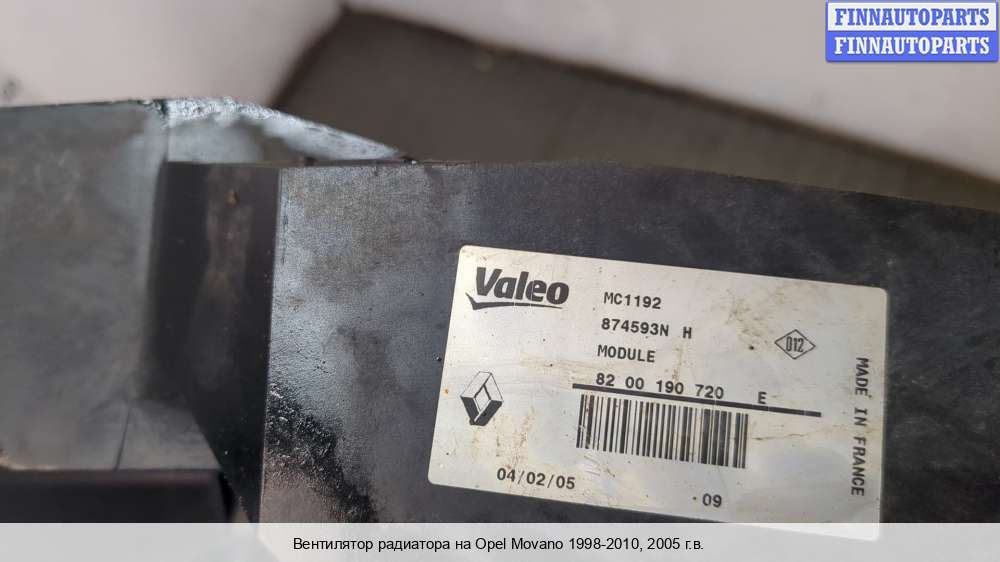 FINNAUTOPARTS
FINNAUTOPARTS
Valeo
MC1192
874593N H
MODULE
012
82 00 190 720 E
MADE IN FRANCE
04/02/05
09
Вентилятор радиатора на Opel Movano 1998-2010, 2005 г.в.